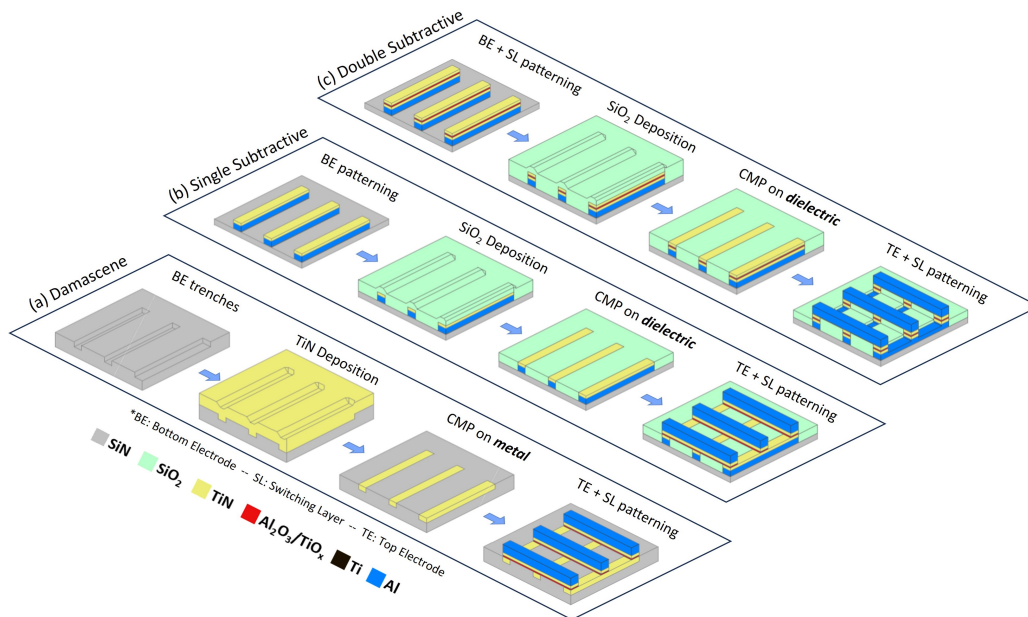 (c) Double Subtractive
BE + SL patterning
SiO₂ Deposition
CMP on dielectric
TE + SL patterning
(b) Single Subtractive
BE patterning
SiO₂ Deposition
CMP on dielectric
TE + SL patterning
(a) Damascene
BE trenches
TiN Deposition
CMP on metal
TE + SL patterning
*BE: Bottom Electrode -- SL: Switching Layer -- TE: Top Electrode
SiN
SiO₂
TiN
Al₂O₃/TiOₓ
Ti
Al